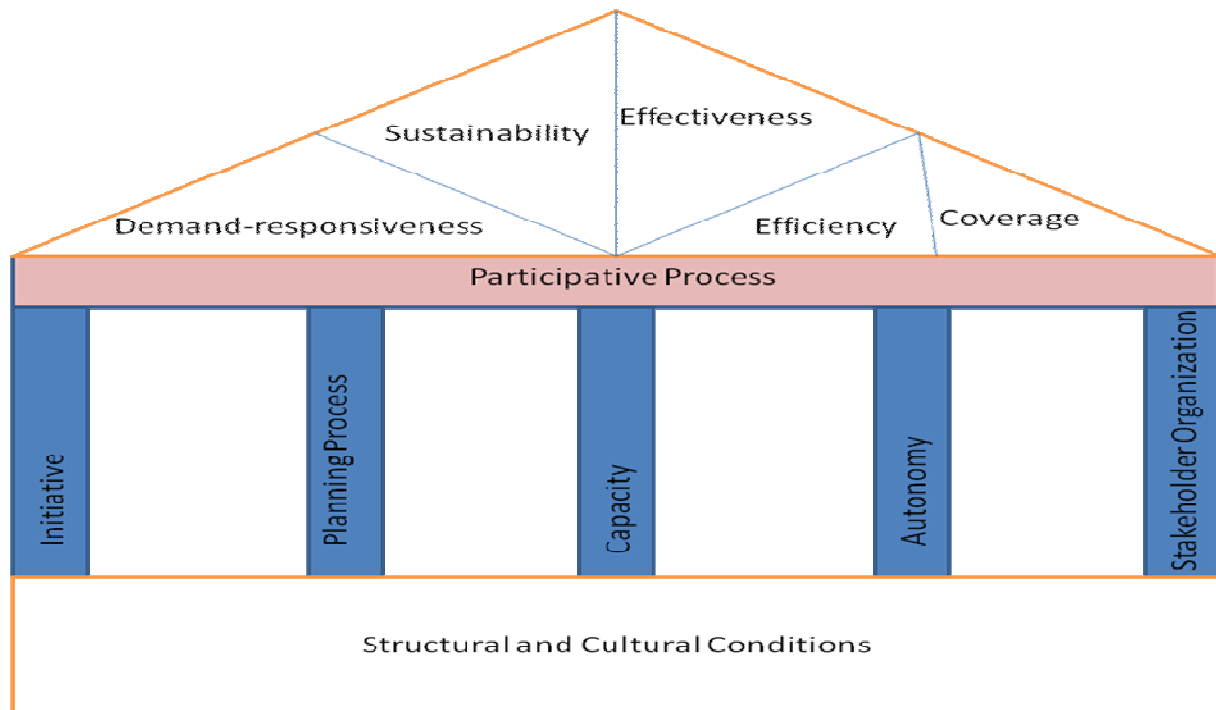 Effectiveness
Sustainability
Demand-responsiveness
Efficiency
Coverage
Participative Process
Initiative
Planning Process
Capacity
Autonomy
Stakeholder Organization
Structural and Cultural Conditions